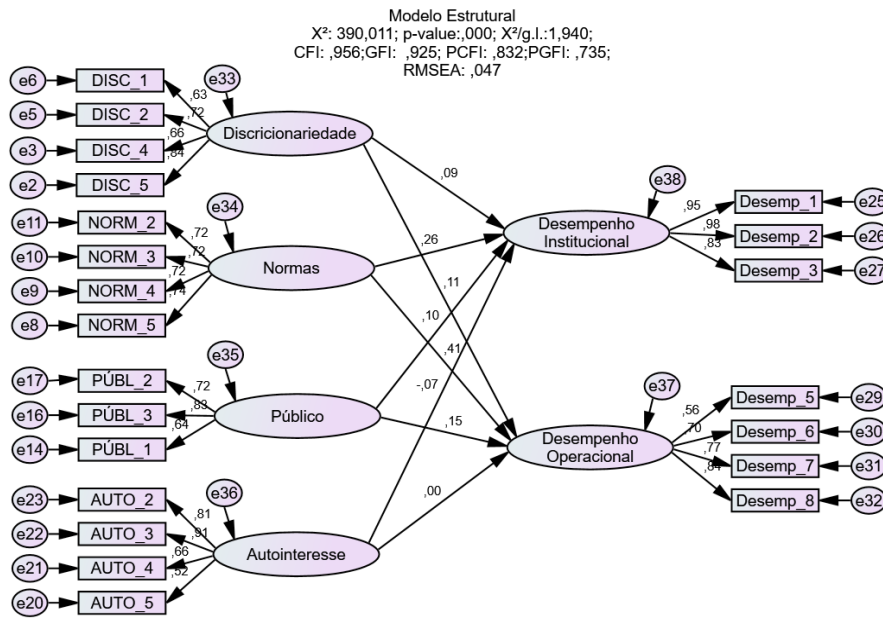 Modelo Estrutural
X²: 390,011; p-value:,000; X²/g.l.:1,940;
CFI: ,956;GFI:  ,925; PCFI: ,832;PGFI: ,735;
RMSEA: ,047
e6
DISC_1
,63
e5
DISC_2
,72
e3
DISC_4
,66
e2
DISC_5
,84
e33
Discricionariedade
e11
NORM_2
,72
e10
NORM_3
,72
e9
NORM_4
,72
e8
NORM_5
,74
e34
Normas
e17
PÚBL_2
,72
e16
PÚBL_3
,83
e14
PÚBL_1
,64
e35
Público
e23
AUTO_2
,81
e22
AUTO_3
,91
e21
AUTO_4
,66
e20
AUTO_5
,52
e36
Autointeresse
,09
,26
,11
,10
,41
-,07
,15
,00
e38
Desempenho
Institucional
,95
Desemp_1
e25
,98
Desemp_2
e26
,83
Desemp_3
e27
e37
Desempenho
Operacional
,56
Desemp_5
e29
,70
Desemp_6
e30
,77
Desemp_7
e31
,84
Desemp_8
e32